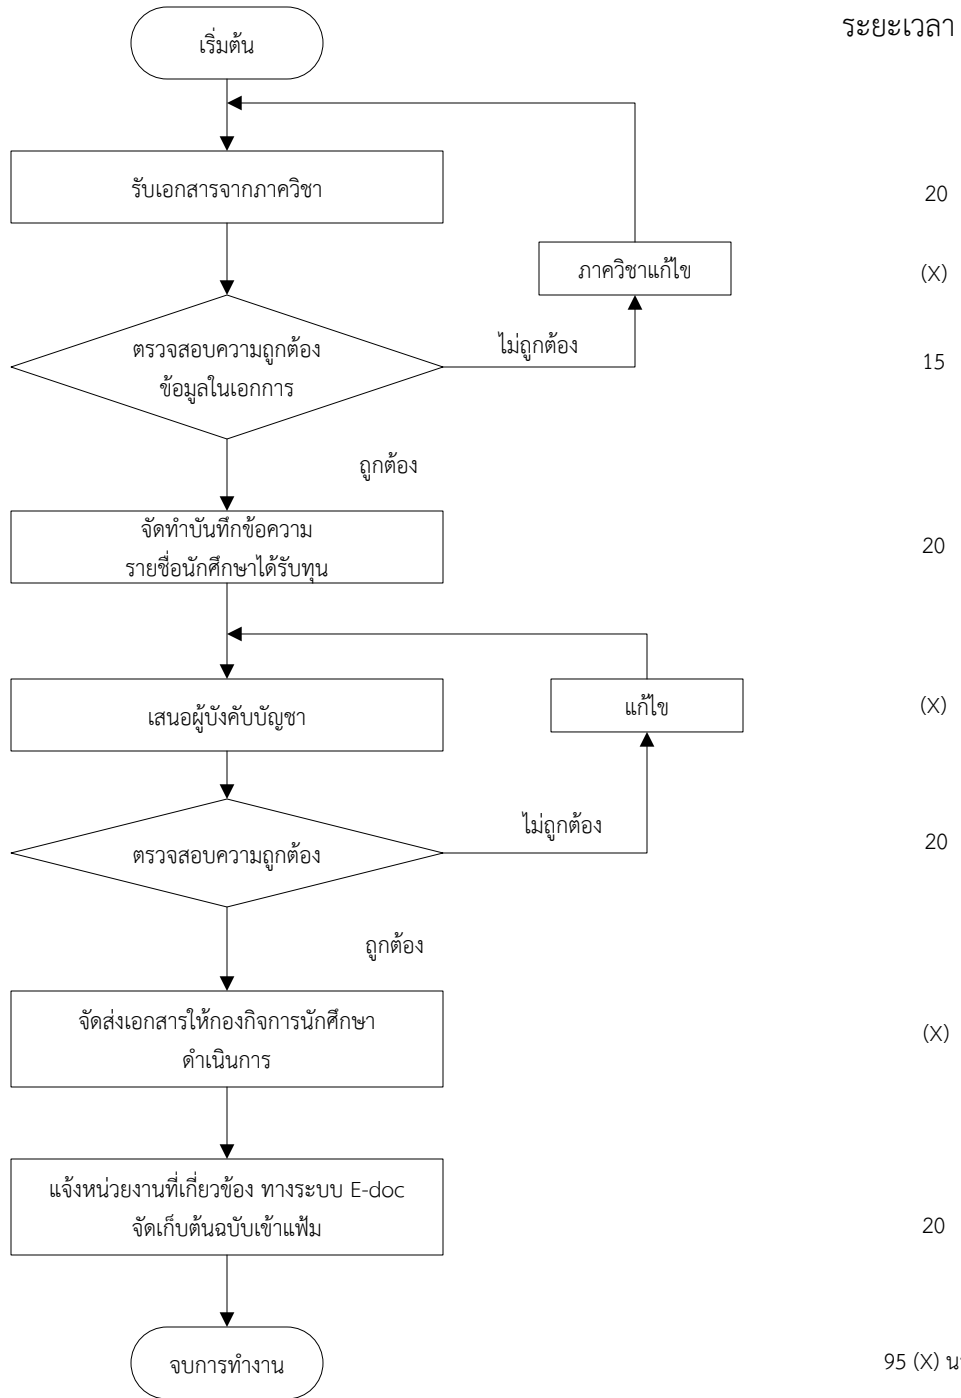 เริ่มต้น
ระยะเวลา
รับเอกสารจากภาควิชา
20
ภาควิชาแก้ไข
(X)
ตรวจสอบความถูกต้อง
ข้อมูลในเอกการ
ไม่ถูกต้อง
15
ถูกต้อง
จัดทำบันทึกข้อความ
รายชื่อนักศึกษาได้รับทุน
20
เสนอผู้บังคับบัญชา
แก้ไข
(X)
ตรวจสอบความถูกต้อง
ไม่ถูกต้อง
20
ถูกต้อง
จัดส่งเอกสารให้กองกิจการนักศึกษา
ดำเนินการ
(X)
แจ้งหน่วยงานที่เกี่ยวข้อง ทางระบบ E-doc
จัดเก็บต้นฉบับเข้าแฟ้ม
20
จบการทำงาน
95 (X)